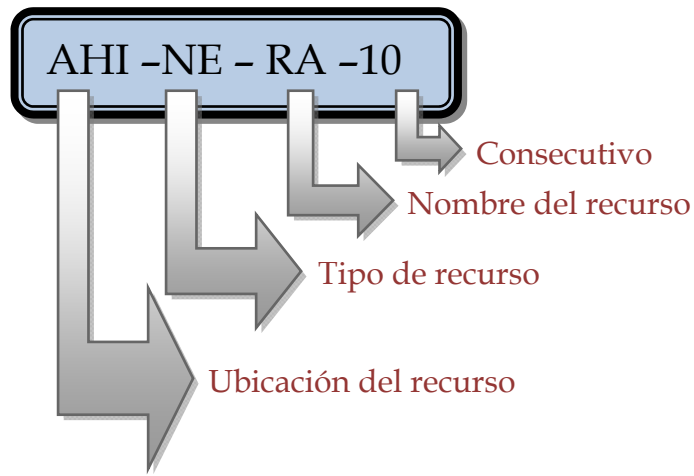 AHI –NE – RA –10
Consecutivo
Nombre del recurso
Tipo de recurso
Ubicación del recurso